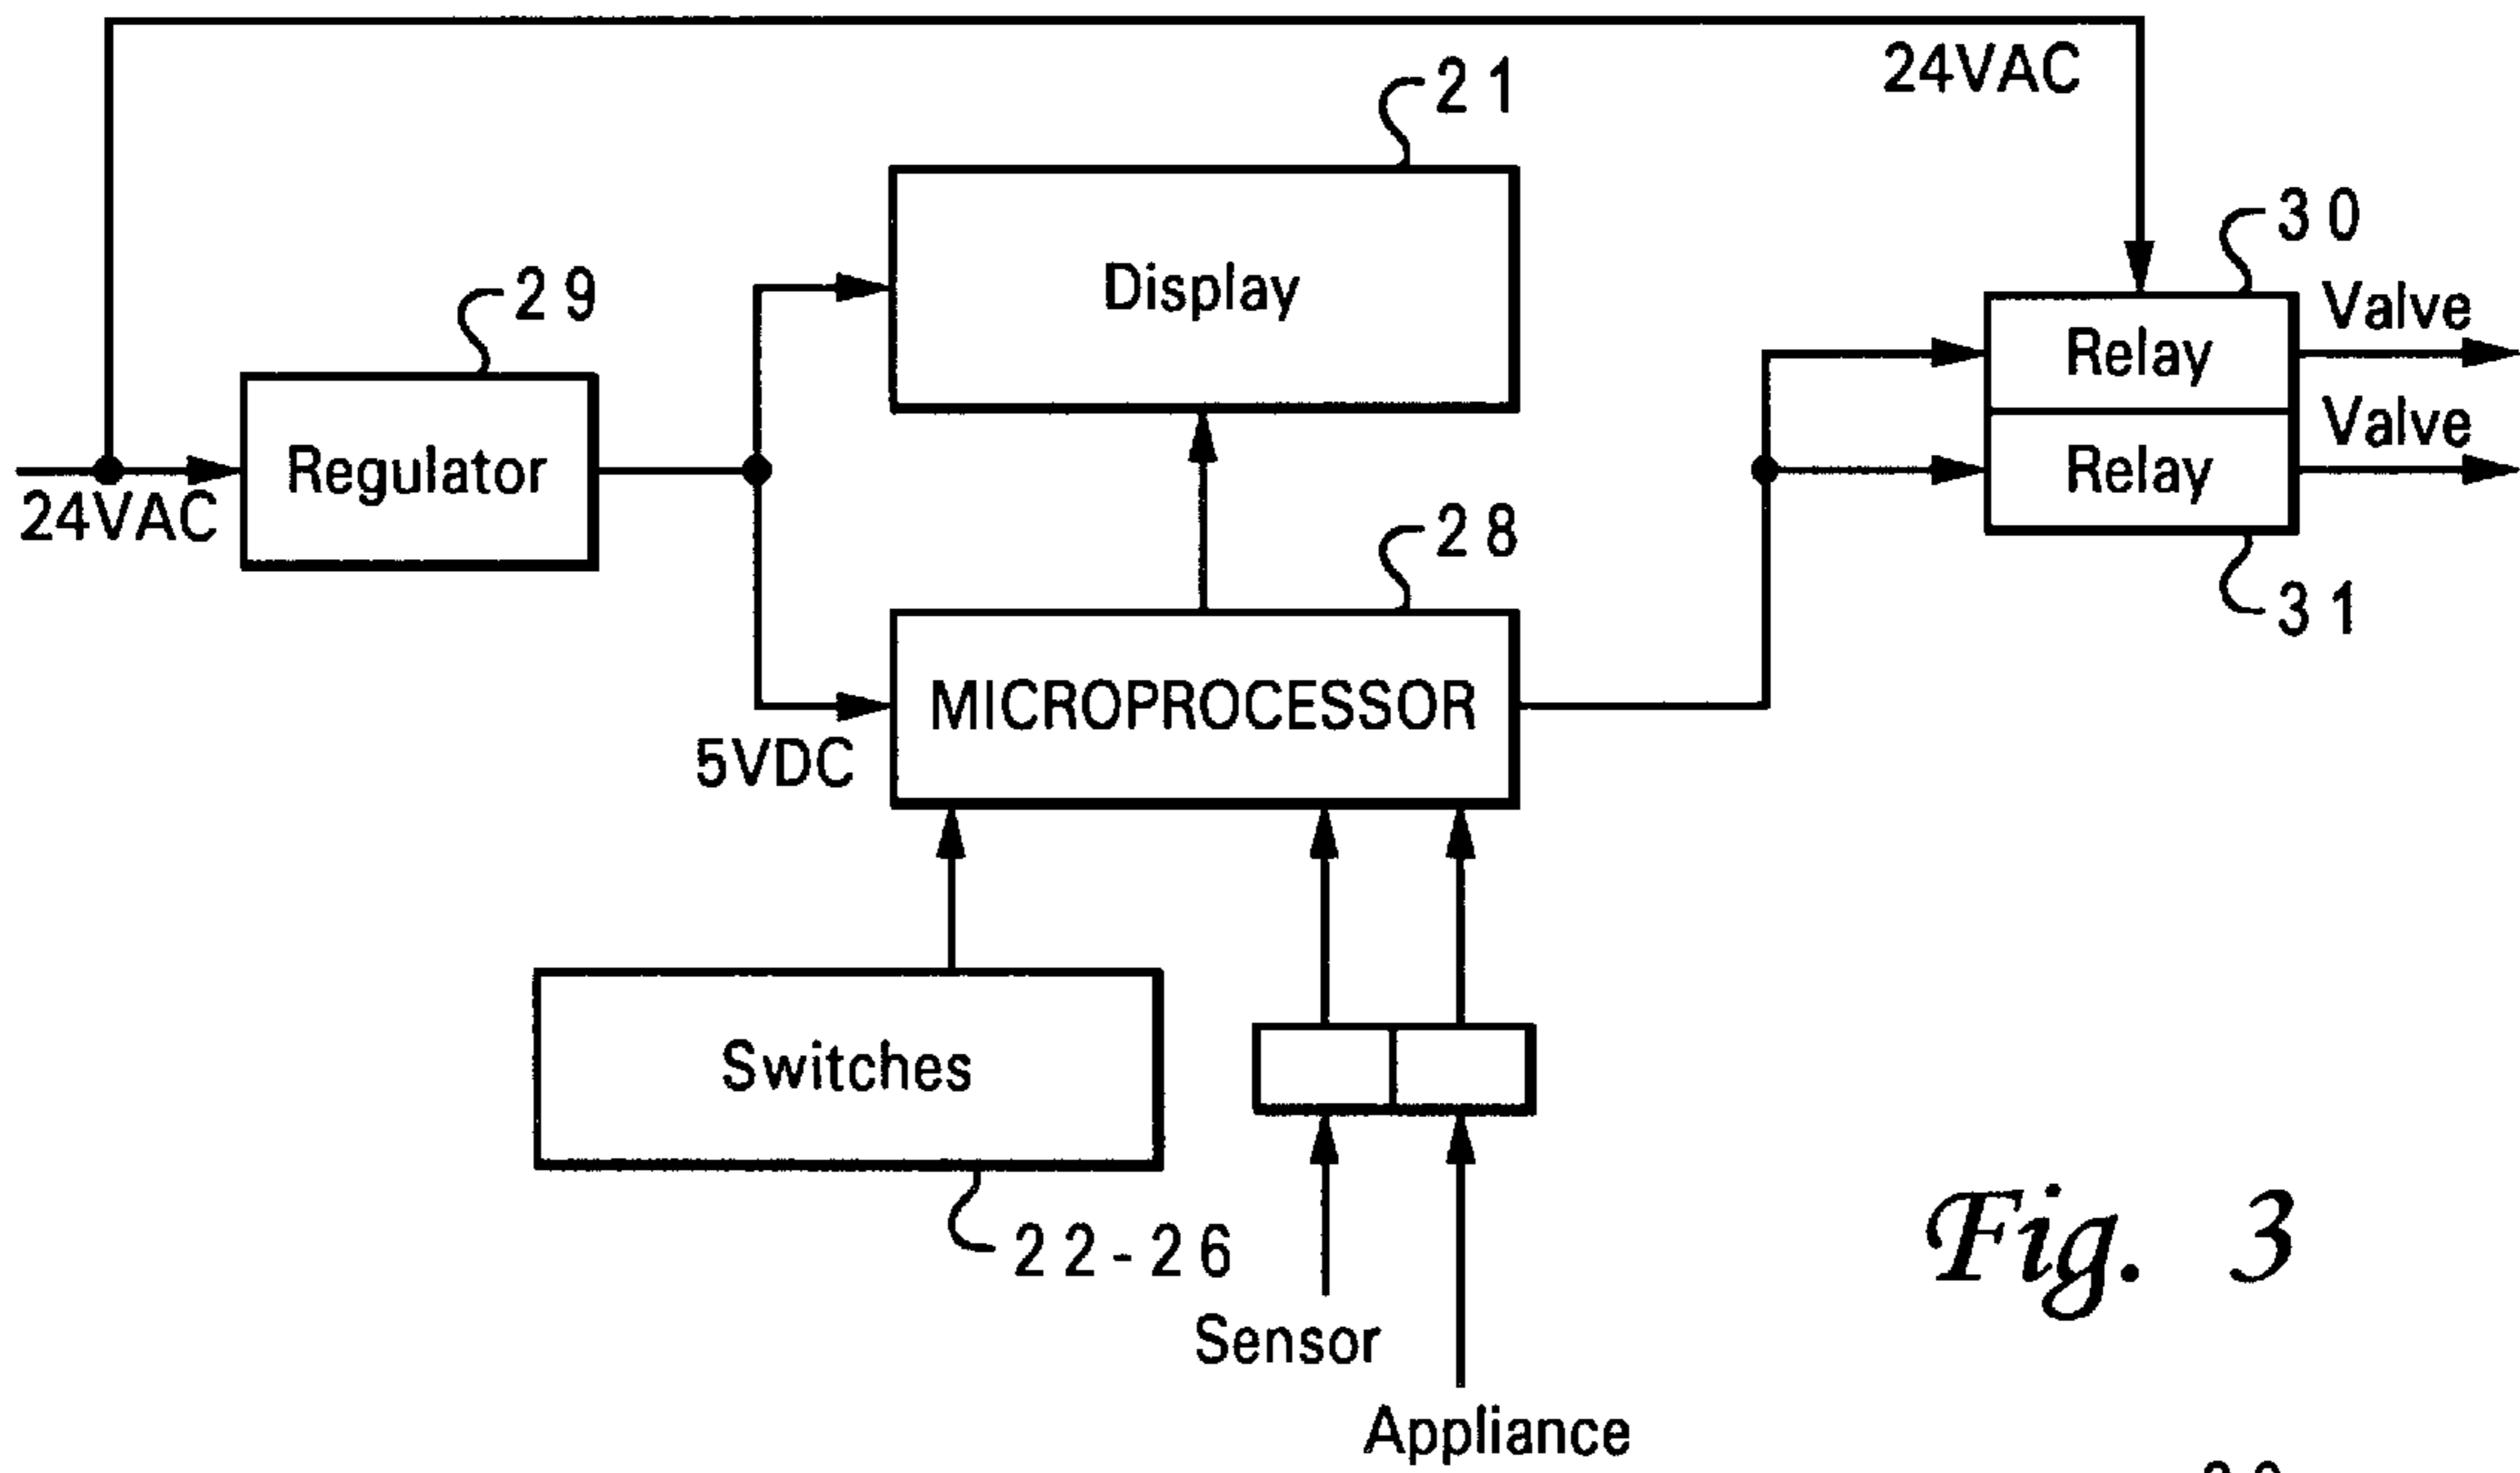 24VAC
21
30
29
Display
Relay
Valve
Regulator
Relay
Valve
24VAC
28
31
MICROPROCESSOR
5VDC
Switches
22-26
Sensor
Appliance
Fig. 3